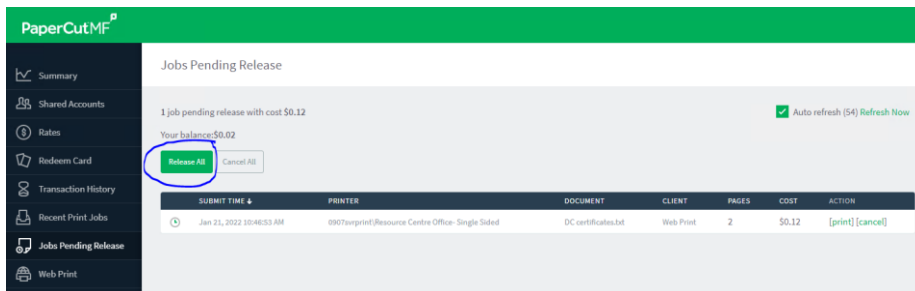 PaperCutMF
Summary
Shared Accounts
Rates
Redeem Card
Transaction History
Recent Print Jobs
Jobs Pending Release
Web Print
Jobs Pending Release
1 job pending release with cost $0.12
Auto refresh (54) Refresh Now
Your balance:$0.02
Release All Cancel All
SUBMIT TIME PRINTER DOCUMENT CLIENT PAGES COST ACTION
Jan 21, 2022 10:46:53 AM 0907svrprint\Resource Centre Office- Single Sided DC certificates.txt Web Print 2 $0.12 [print] [cancel]